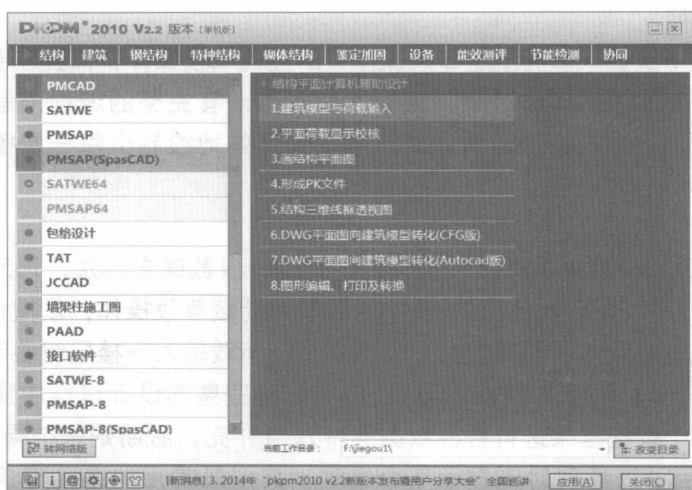 PKPM® 2010 V2.2 版本 [单机版]
结构 建筑 钢结构 特种结构 砌体结构 鉴定加固 设备 能效测评 节能检测 协同
PMCAD
SATWE
PMSAP
PMSAP(SpasCAD)
SATWE64
PMSAP64
包络设计
TAT
JCCAD
墙梁柱施工图
PAAD
接口软件
SATWE-8
PMSAP-8
PMSAP-8(SpasCAD)
结构平面计算机辅助设计
1.建筑模型与荷载输入
2.平面荷载显示校核
3.画结构平面图
4.形成PK文件
5.结构三维线框透视图
6.DWG平面图向建筑模型转化(CFG版)
7.DWG平面图向建筑模型转化(Autocad版)
8.图形编辑、打印及转换
转网络版 当前工作目录: F:\jiegou1\ 改变目录
[新消息] 3, 2014年 "pkpm2010 v2.2新版本发布暨用户分享大会" 全国巡讲 应用(A) 关闭(C)